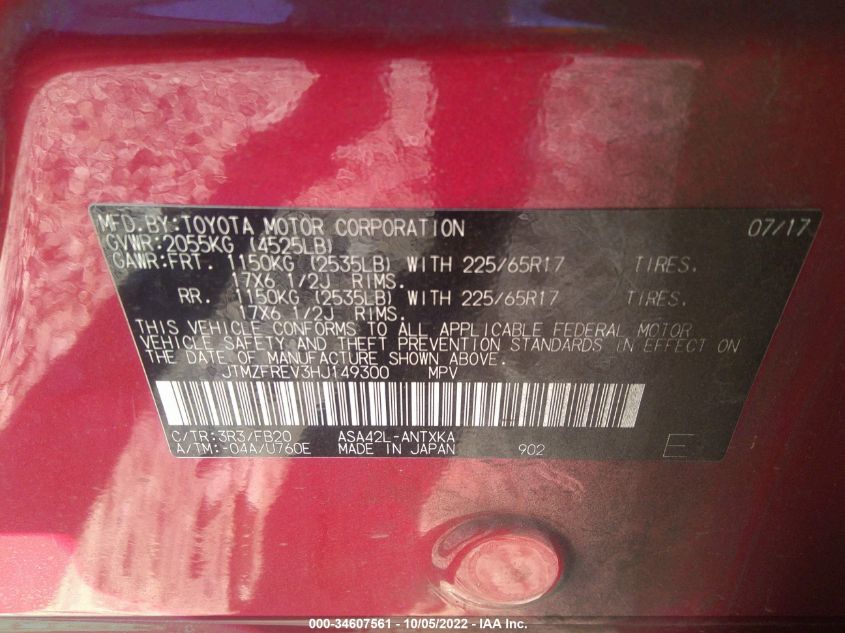 MFD.BY:TOYOTA MOTOR CORPORATION 07/17
GVWR:2055KG (4525LB)
GAWR:FRT. 1150KG (2535LB) WITH 225/65R17 TIRES.
17X6 1/2J RIMS.
RR. 1150KG (2535LB) WITH 225/65R17 TIRES.
17X6 1/2J RIMS.
THIS VEHICLE CONFORMS TO ALL APPLICABLE FEDERAL MOTOR
VEHICLE SAFETY AND THEFT PREVENTION STANDARDS IN EFFECT ON
THE DATE OF MANUFACTURE SHOWN ABOVE.
JTMZFREV3HJ149300 MPV
C/TR:3R3/FB20 ASA42L-ANTXKA
A/TM:-04A/U760E MADE IN JAPAN 902 E
000-34607561 - 10/05/2022 - IAA Inc.